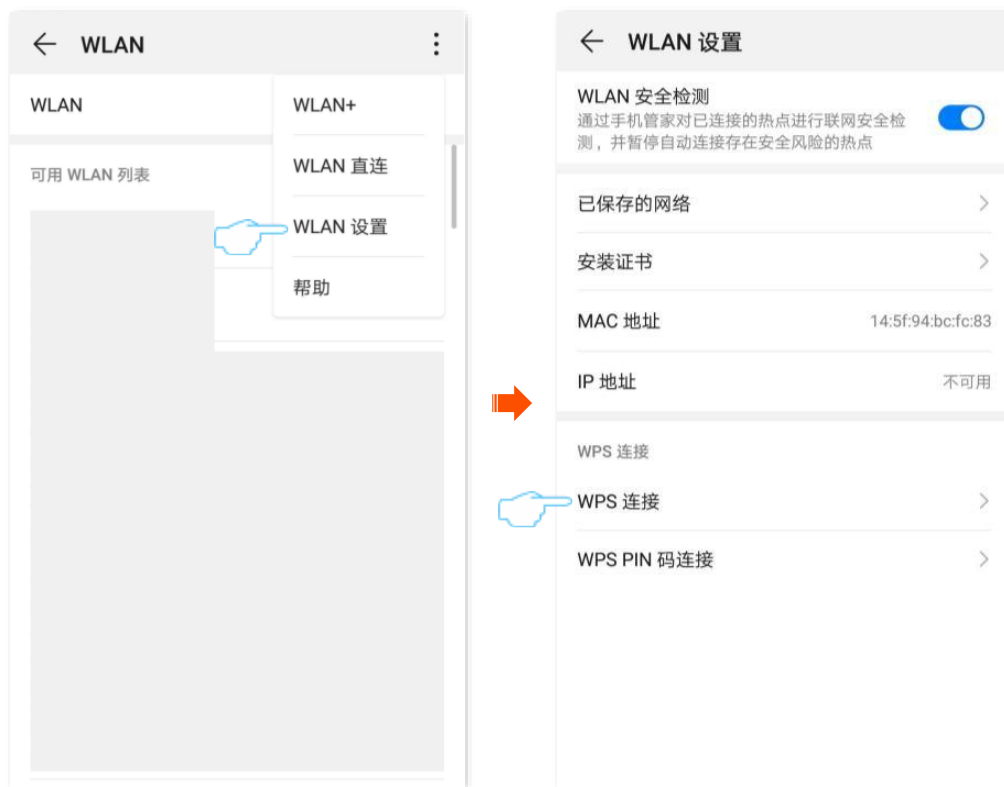 WLAN
WLAN
WLAN+
WLAN 直连
可用 WLAN 列表
WLAN 设置
帮助
WLAN 设置
WLAN 安全检测
通过手机管家对已连接的热点进行联网安全检
测，并暂停自动连接存在安全风险的热点
已保存的网络
安装证书
MAC 地址 14:5f:94:bc:fc:83
IP 地址 不可用
WPS 连接
WPS 连接
WPS PIN 码连接